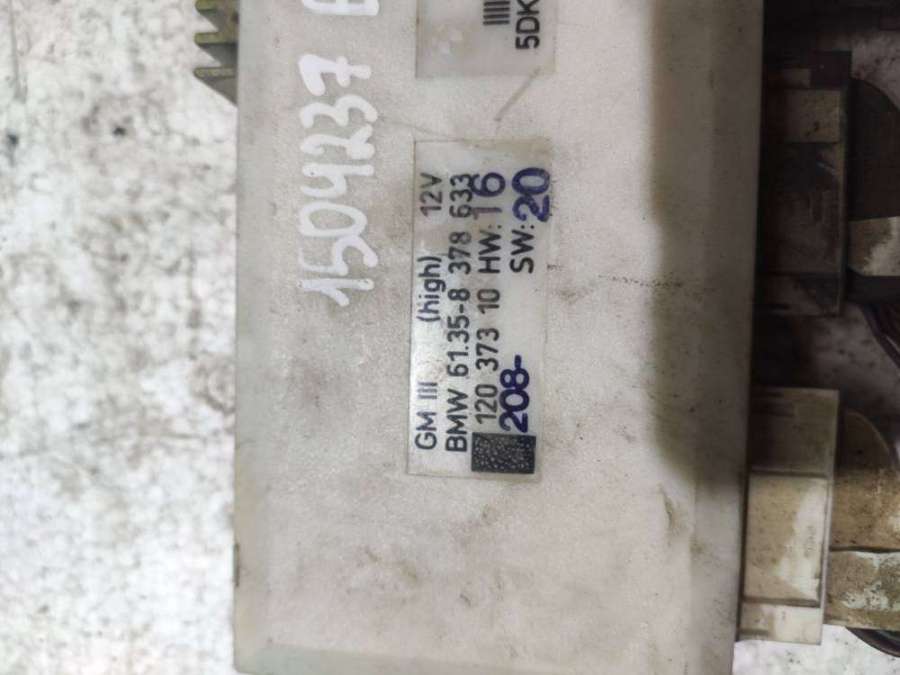 1504237
5DK
GM III (high) 12V
BMW 61.35-8 378 633
120 373 10 HW: 16
208- SW: 20